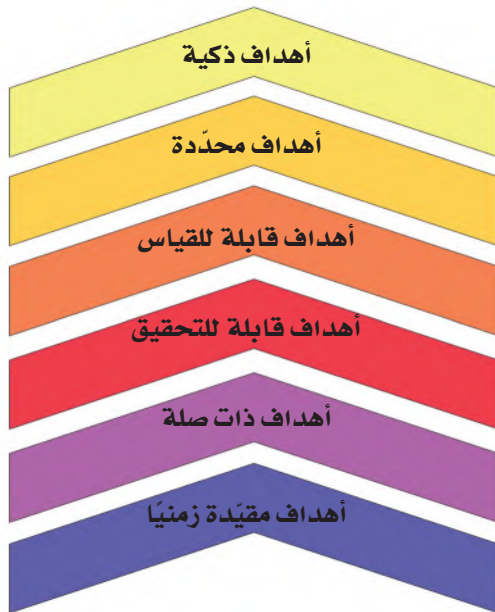 أهداف ذكية
أهداف محدّدة
أهداف قابلة للقياس
أهداف قابلة للتحقيق
أهداف ذات صلة
أهداف مقيّدة زمنيًا